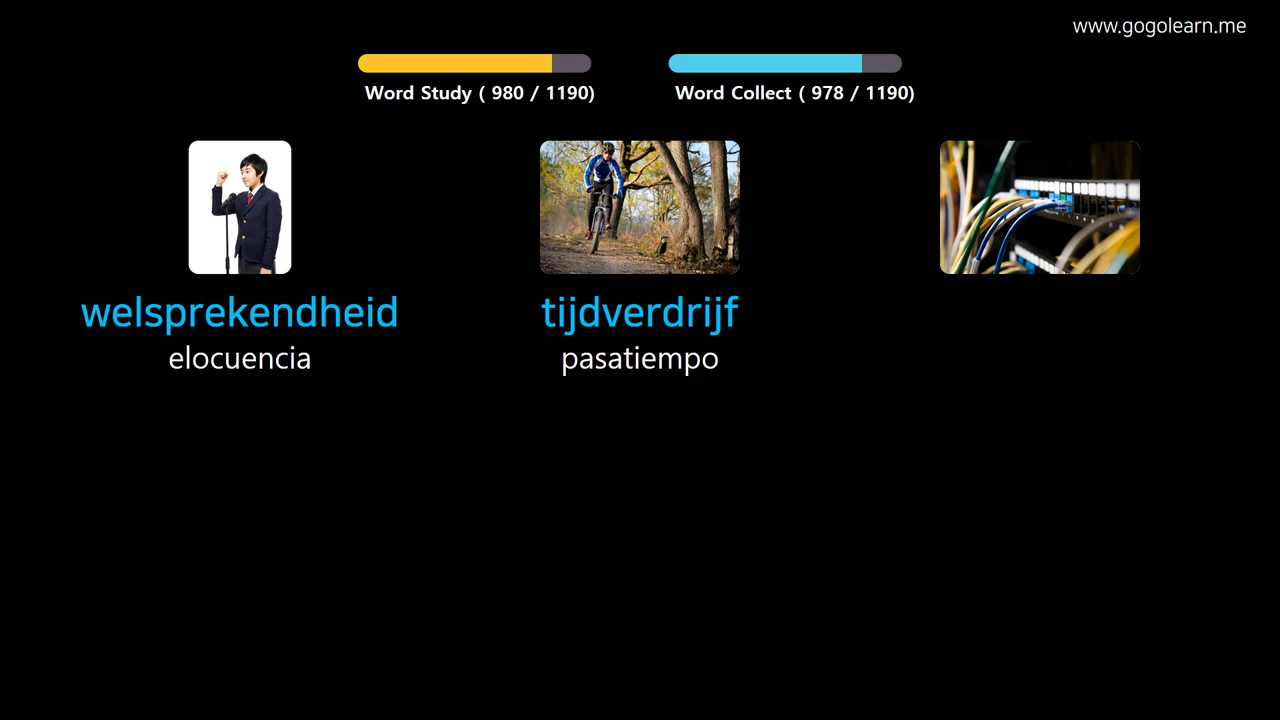 www.gogolearn.me
Word Study ( 980 / 1190)
Word Collect ( 978 / 1190)
welsprekendheid
elocuencia
tijdverdrijf
pasatiempo